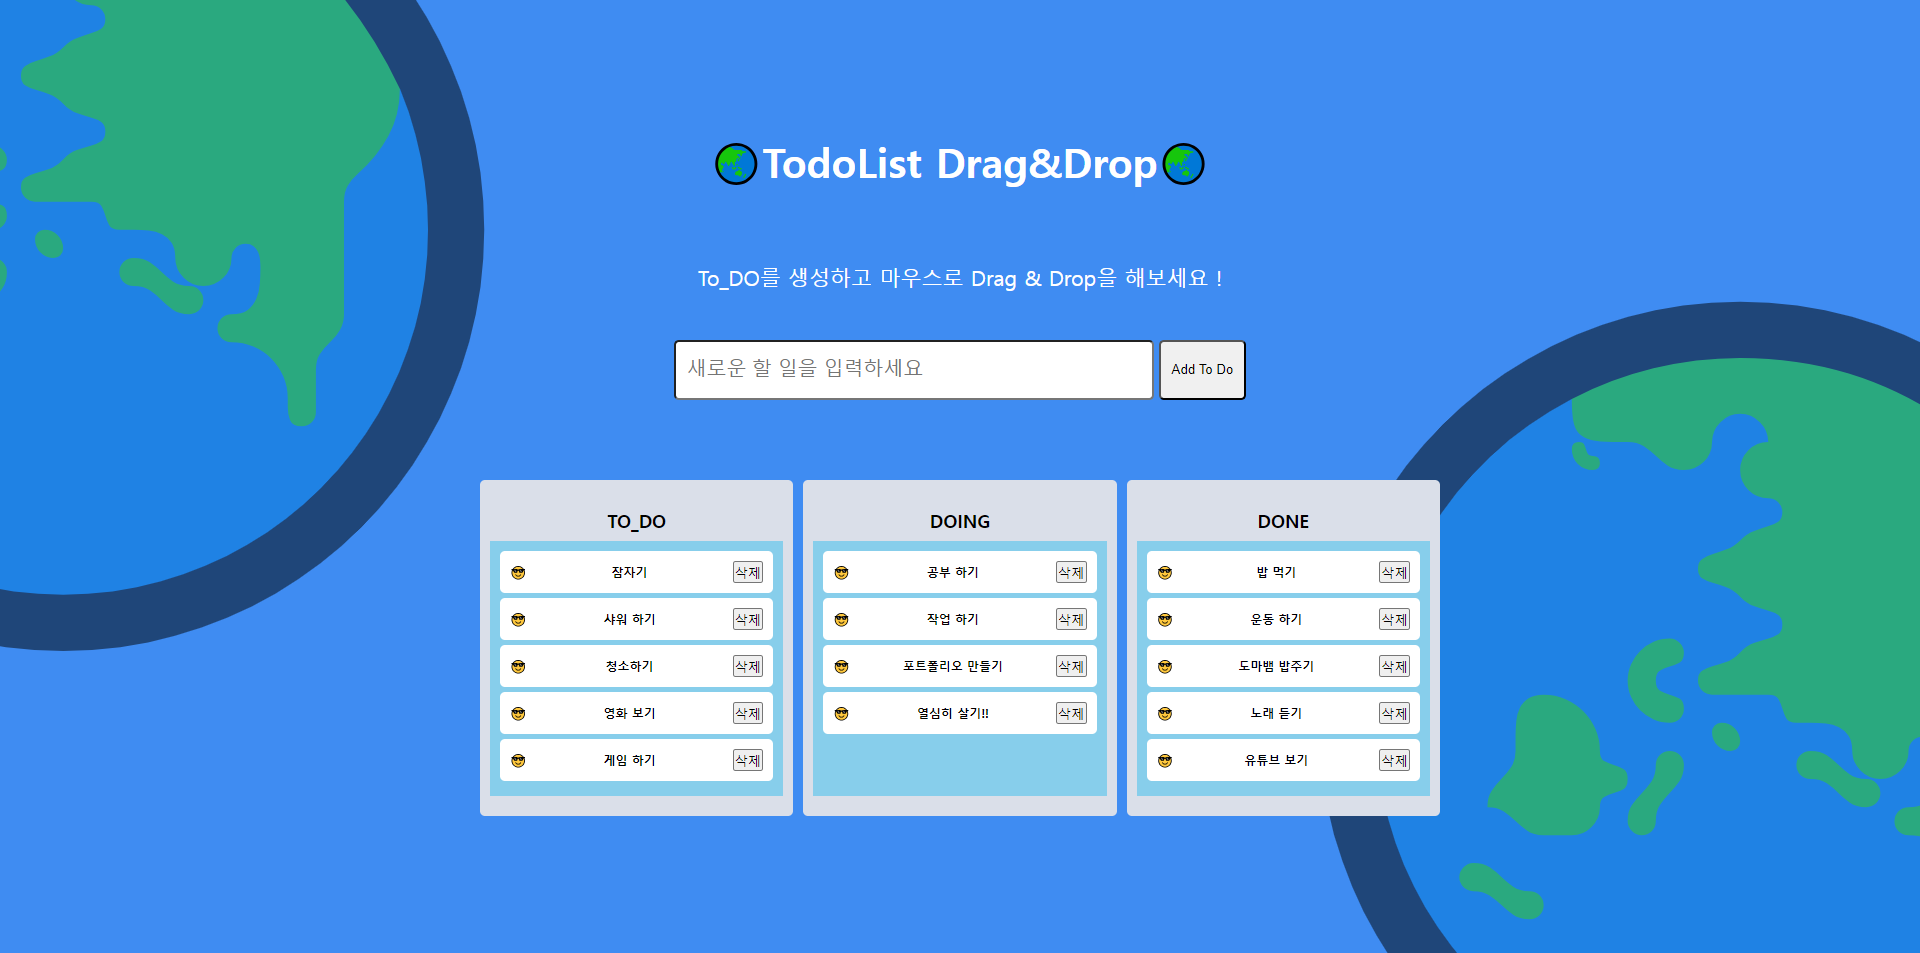 🌏TodoList Drag&Drop🌏
To_DO를 생성하고 마우스로 Drag & Drop을 해보세요 !
새로운 할 일을 입력하세요
Add To Do
TO_DO
😎 잠자기 삭제
😎 샤워 하기 삭제
😎 청소하기 삭제
😎 영화 보기 삭제
😎 게임 하기 삭제
DOING
😎 공부 하기 삭제
😎 작업 하기 삭제
😎 포트폴리오 만들기 삭제
😎 열심히 살기!! 삭제
DONE
😎 밥 먹기 삭제
😎 운동 하기 삭제
😎 도마뱀 밥주기 삭제
😎 노래 듣기 삭제
😎 유튜브 보기 삭제